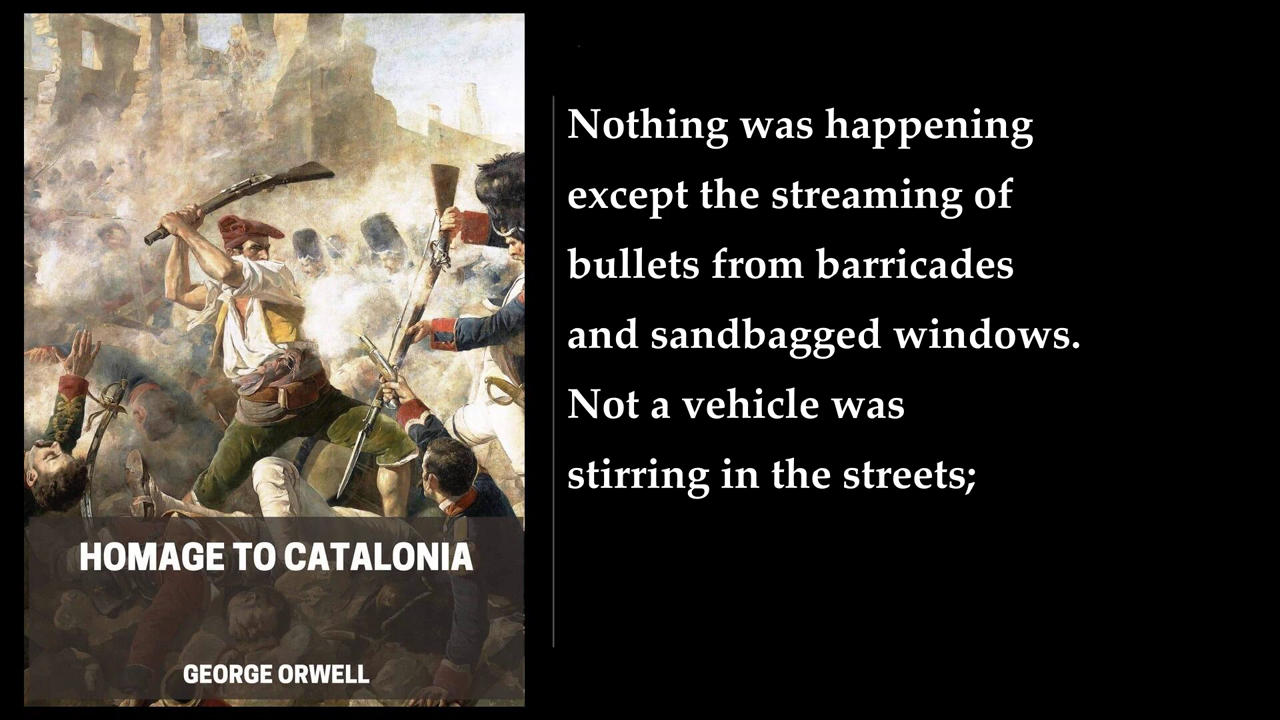 HOMAGE TO CATALONIA
GEORGE ORWELL
Nothing was happening
except the streaming of
bullets from barricades
and sandbagged windows.
Not a vehicle was
stirring in the streets;